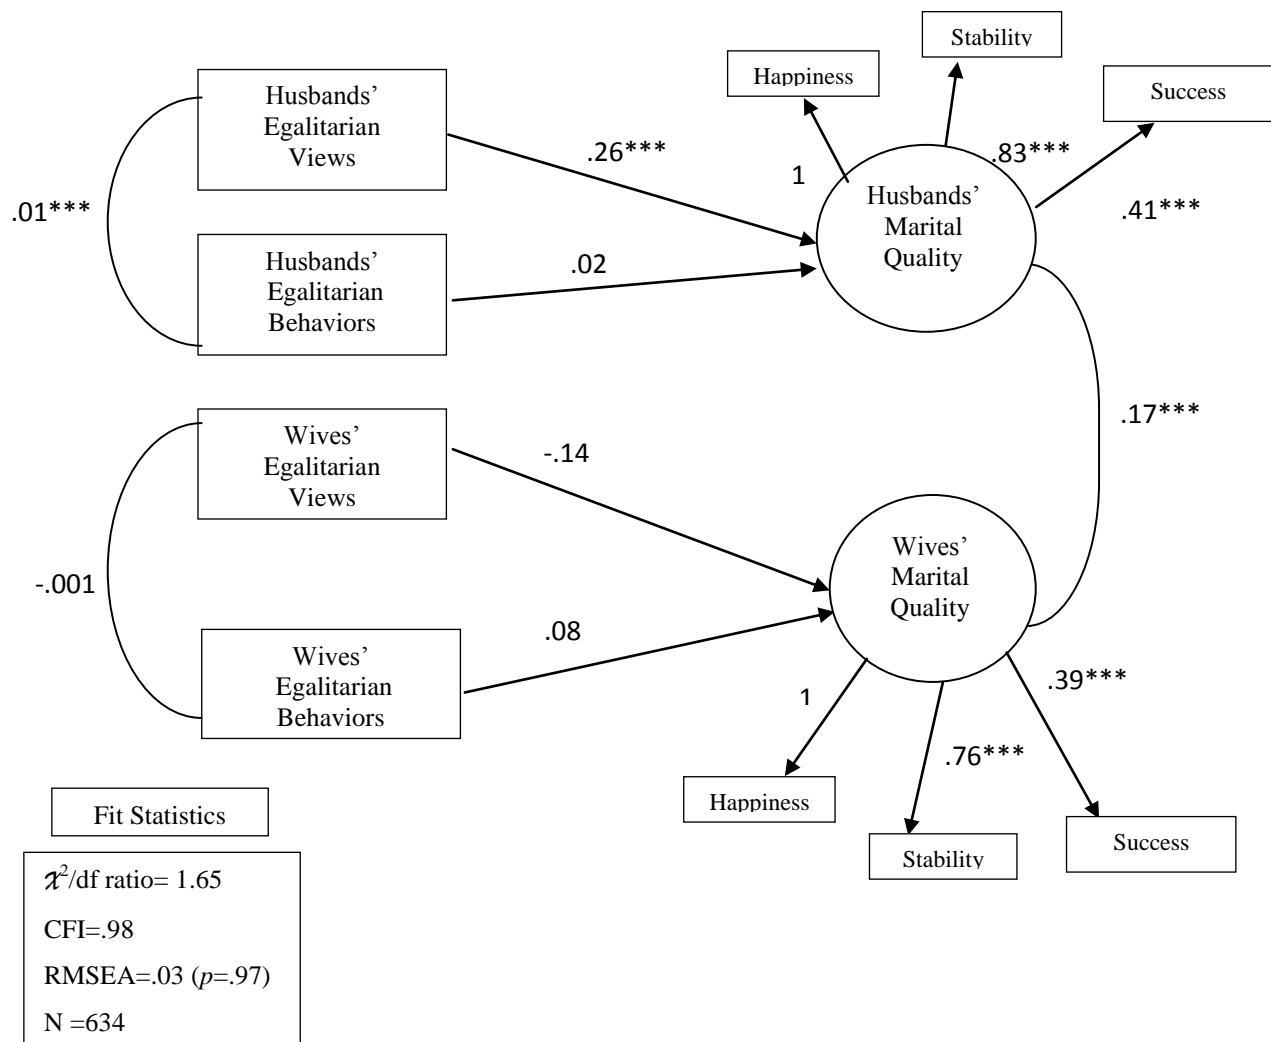 Stability
Happiness
Success
Husbands’
Egalitarian
Views
.26***
1
.83***
.41***
Husbands’
Marital
Quality
.01***
Husbands’
Egalitarian
Behaviors
.02
.17***
Wives’
Egalitarian
Views
-.14
Wives’
Marital
Quality
-.001
Wives’
Egalitarian
Behaviors
.08
1
.76***
.39***
Happiness
Stability
Success
Fit Statistics
χ²/df ratio= 1.65
CFI=.98
RMSEA=.03 (p=.97)
N =634